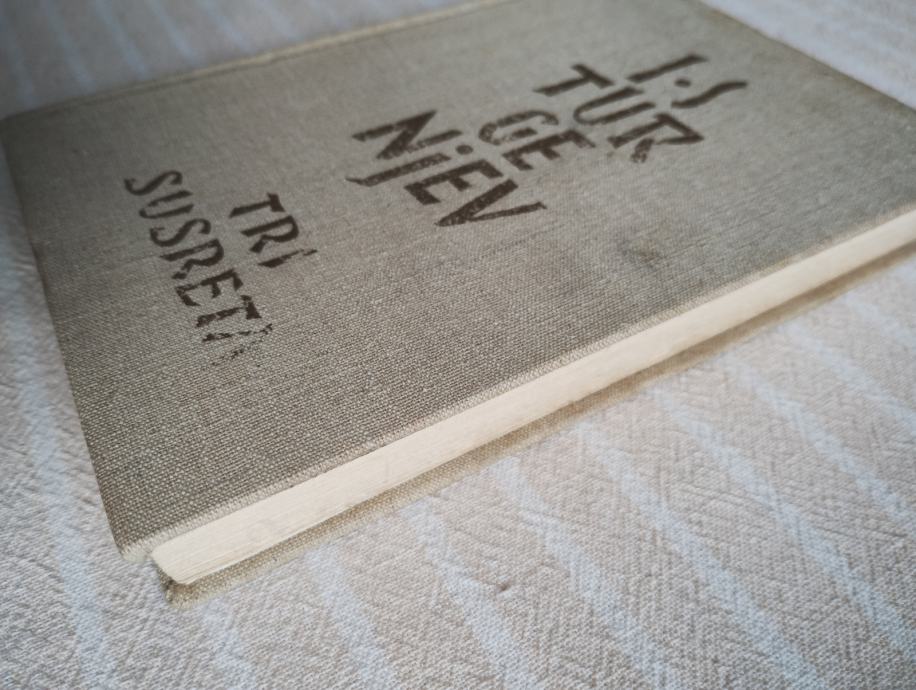 I·S
TUR
GE
NjEV
TRi
SUSRETA